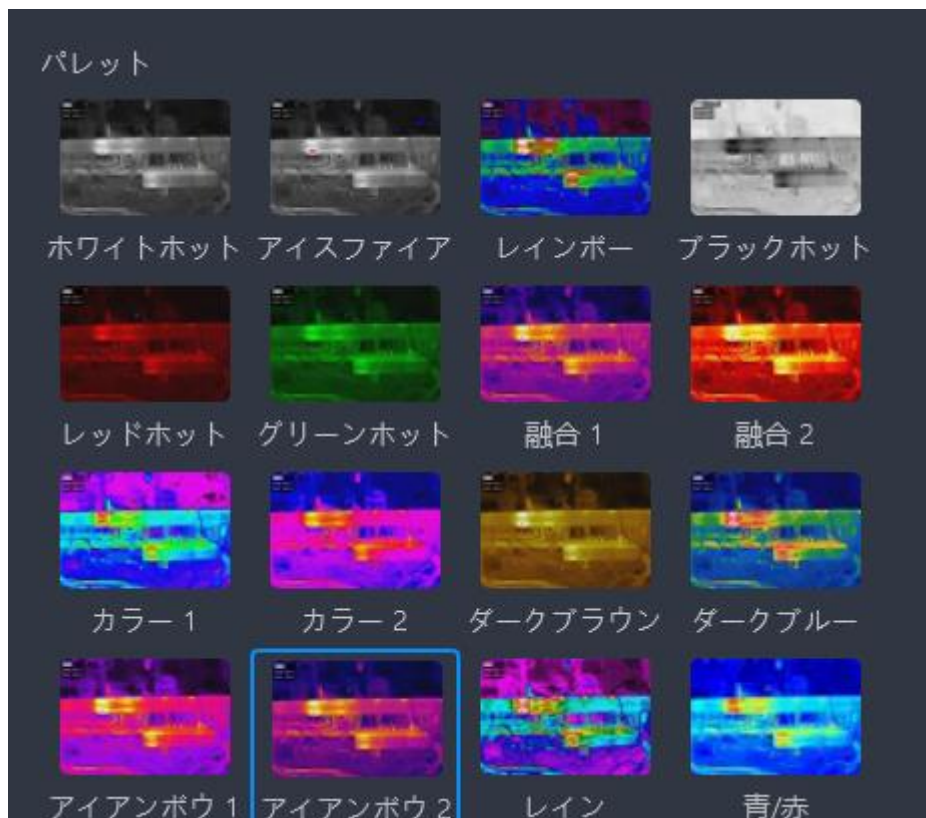 パレット
ホワイトホット アイスファイア レインボー ブラックホット
レッドホット グリーンホット 融合 1 融合 2
カラー 1 カラー 2 ダークブラウン ダークブルー
アイアンボウ 1 アイアンボウ 2 レイン 青/赤